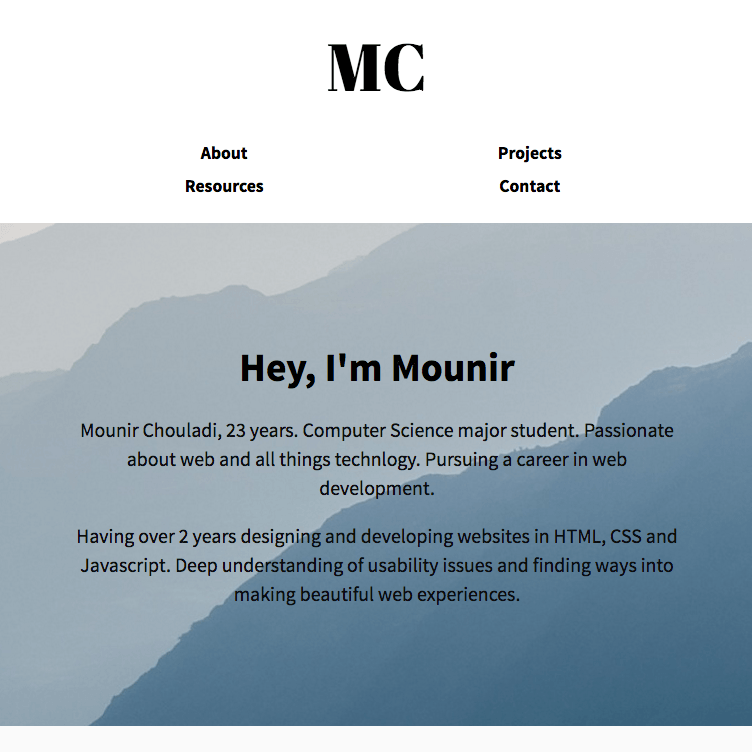 MC
About Projects
Resources Contact
Hey, I'm Mounir
Mounir Chouladi, 23 years. Computer Science major student. Passionate
about web and all things technlogy. Pursuing a career in web
development.
Having over 2 years designing and developing websites in HTML, CSS and
Javascript. Deep understanding of usability issues and finding ways into
making beautiful web experiences.